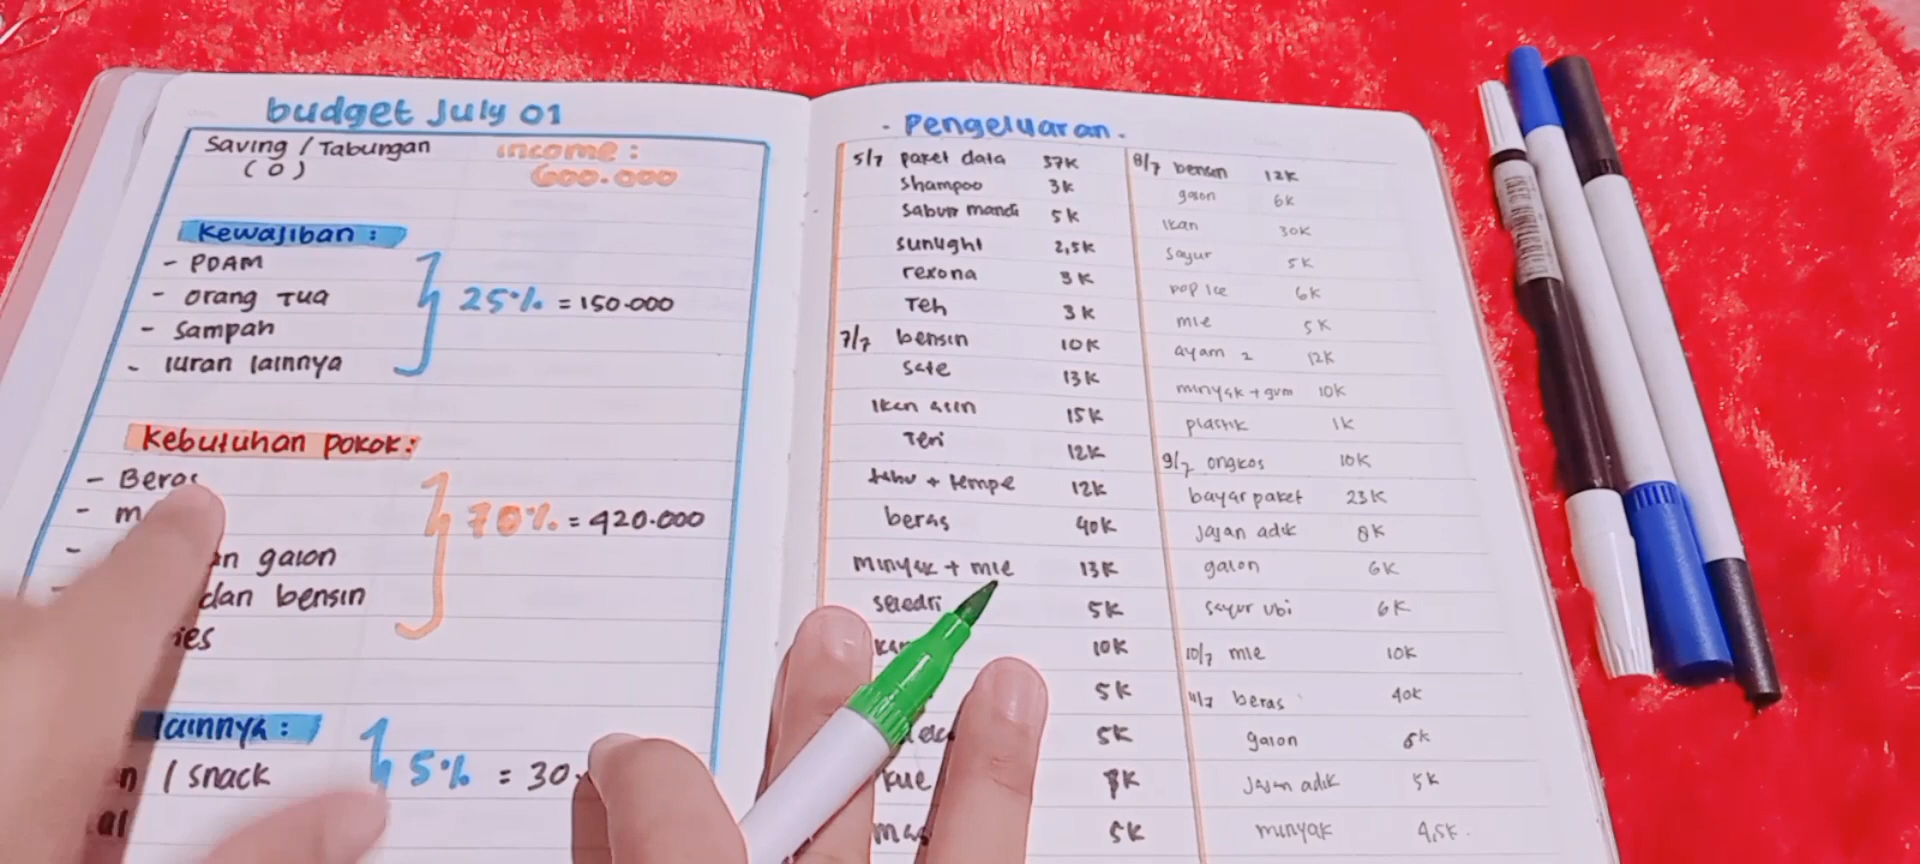 budget July 01
Saving / Tabungan
( 0 )
income :
600.000
Kewajiban :
- PDAM
- orang Tua
- Sampah
- iuran lainnya
25% = 150.000
Kebutuhan pokok :
- Beras
- m
galon
dan bensin
ies
70% = 420.000
lainnya :
/ snack
5% = 30.
- Pengeluaran -
5/7 paket data 37K
Shampoo 3K
Sabun mandi 5K
sunlight 2,5K
rexona 3K
Teh 3K
7/7 bensin 10K
Sate 13K
Ikan asin 15K
Teri 12K
tahu + tempe 12K
beras 40K
minyak + mie 13K
seledri 5K
10K
5K
5K
kue
5K
8/7 bensin 12K
galon 6K
Ikan 30K
Sayur 5K
pop ice 6K
mie 5K
ayam 2 12K
minyak + grm 10K
plastik 1K
9/7 ongkos 10K
bayar paket 23K
jajan adik 8K
galon 6K
sayur ubi 6K
10/7 mie 10K
11/7 beras 40K
galon
jajan adik 5K
minyak 4,5K.